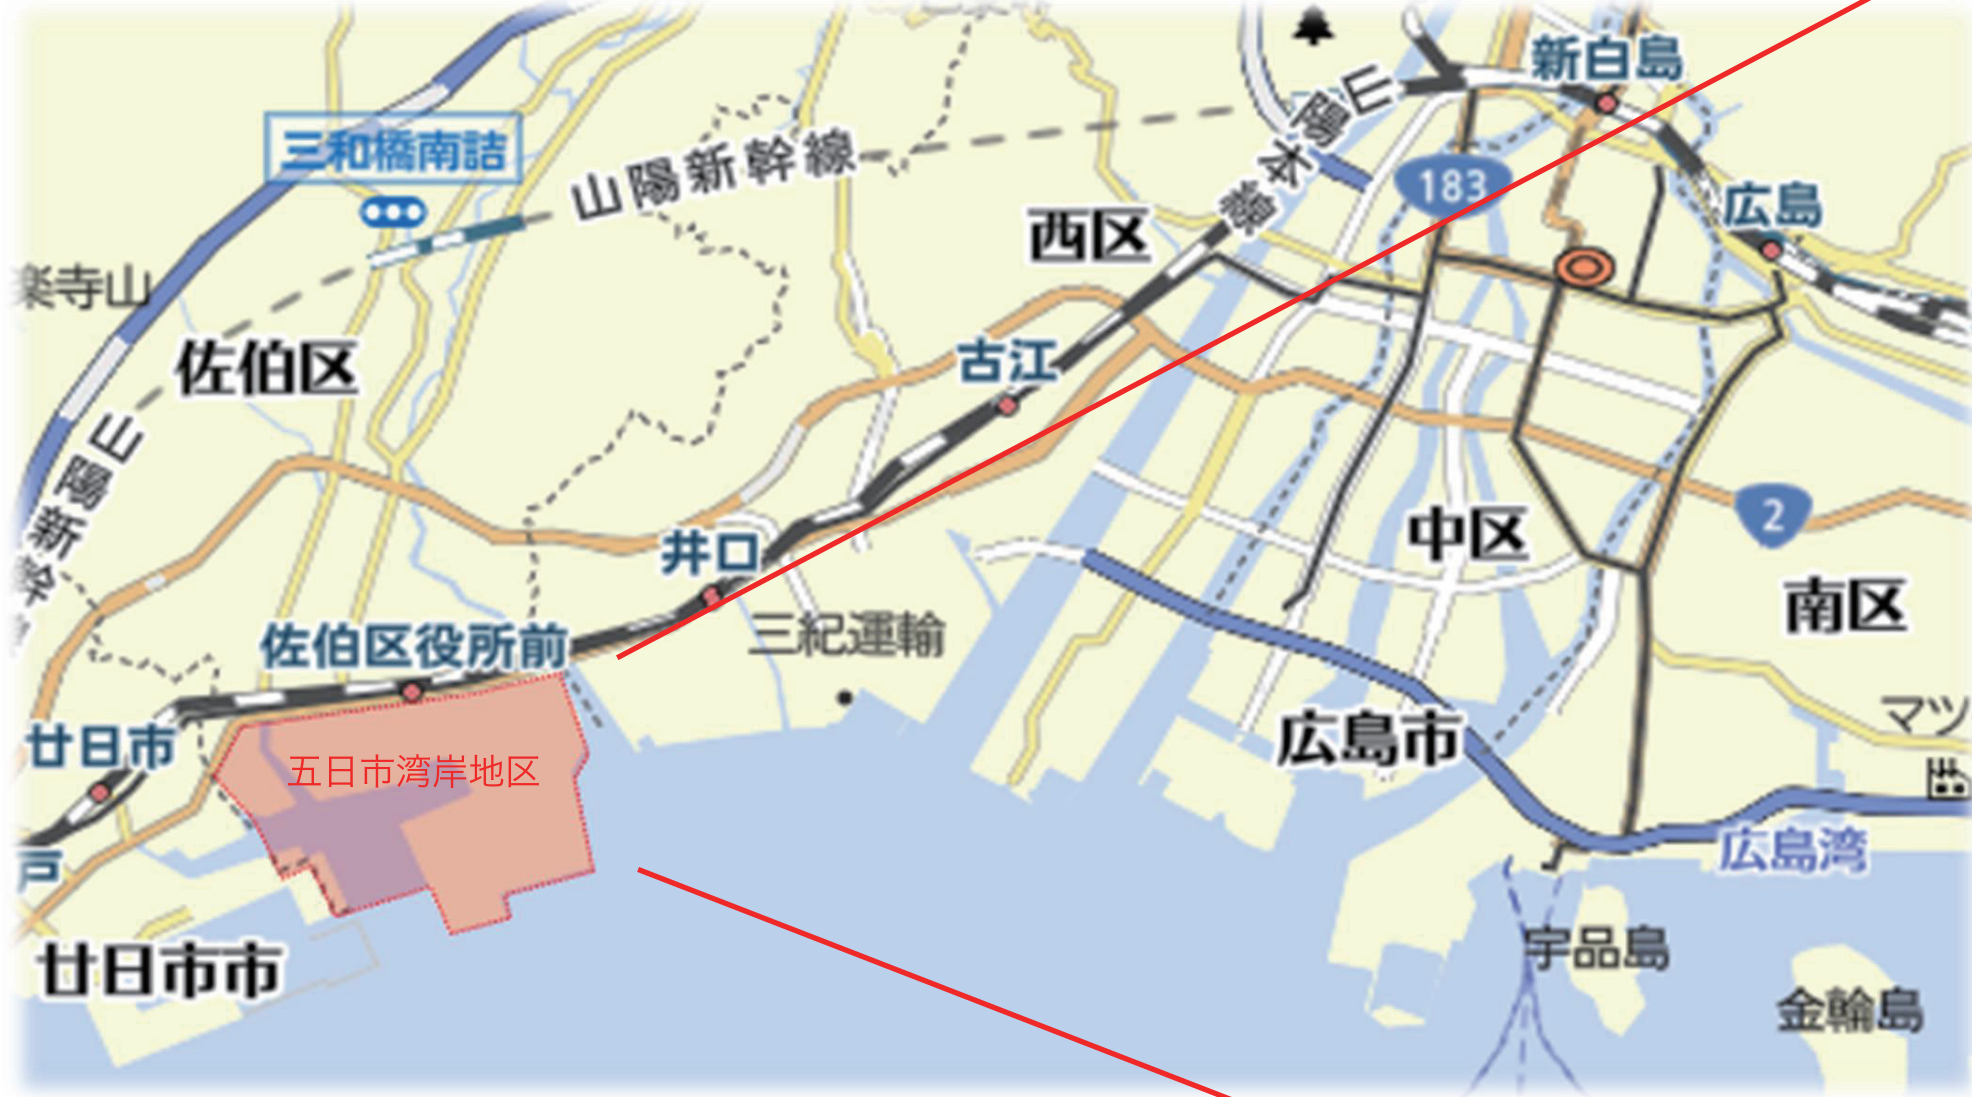 新白島
三和橋南詰
山陽新幹線
山陽本線
183
広島
西区
楽寺山
佐伯区
古江
山陽新幹
井口
中区
2
南区
佐伯区役所前
三紀運輸
廿日市
五日市湾岸地区
広島市
マツ
広島湾
戸
廿日市市
宇品島
金輪島